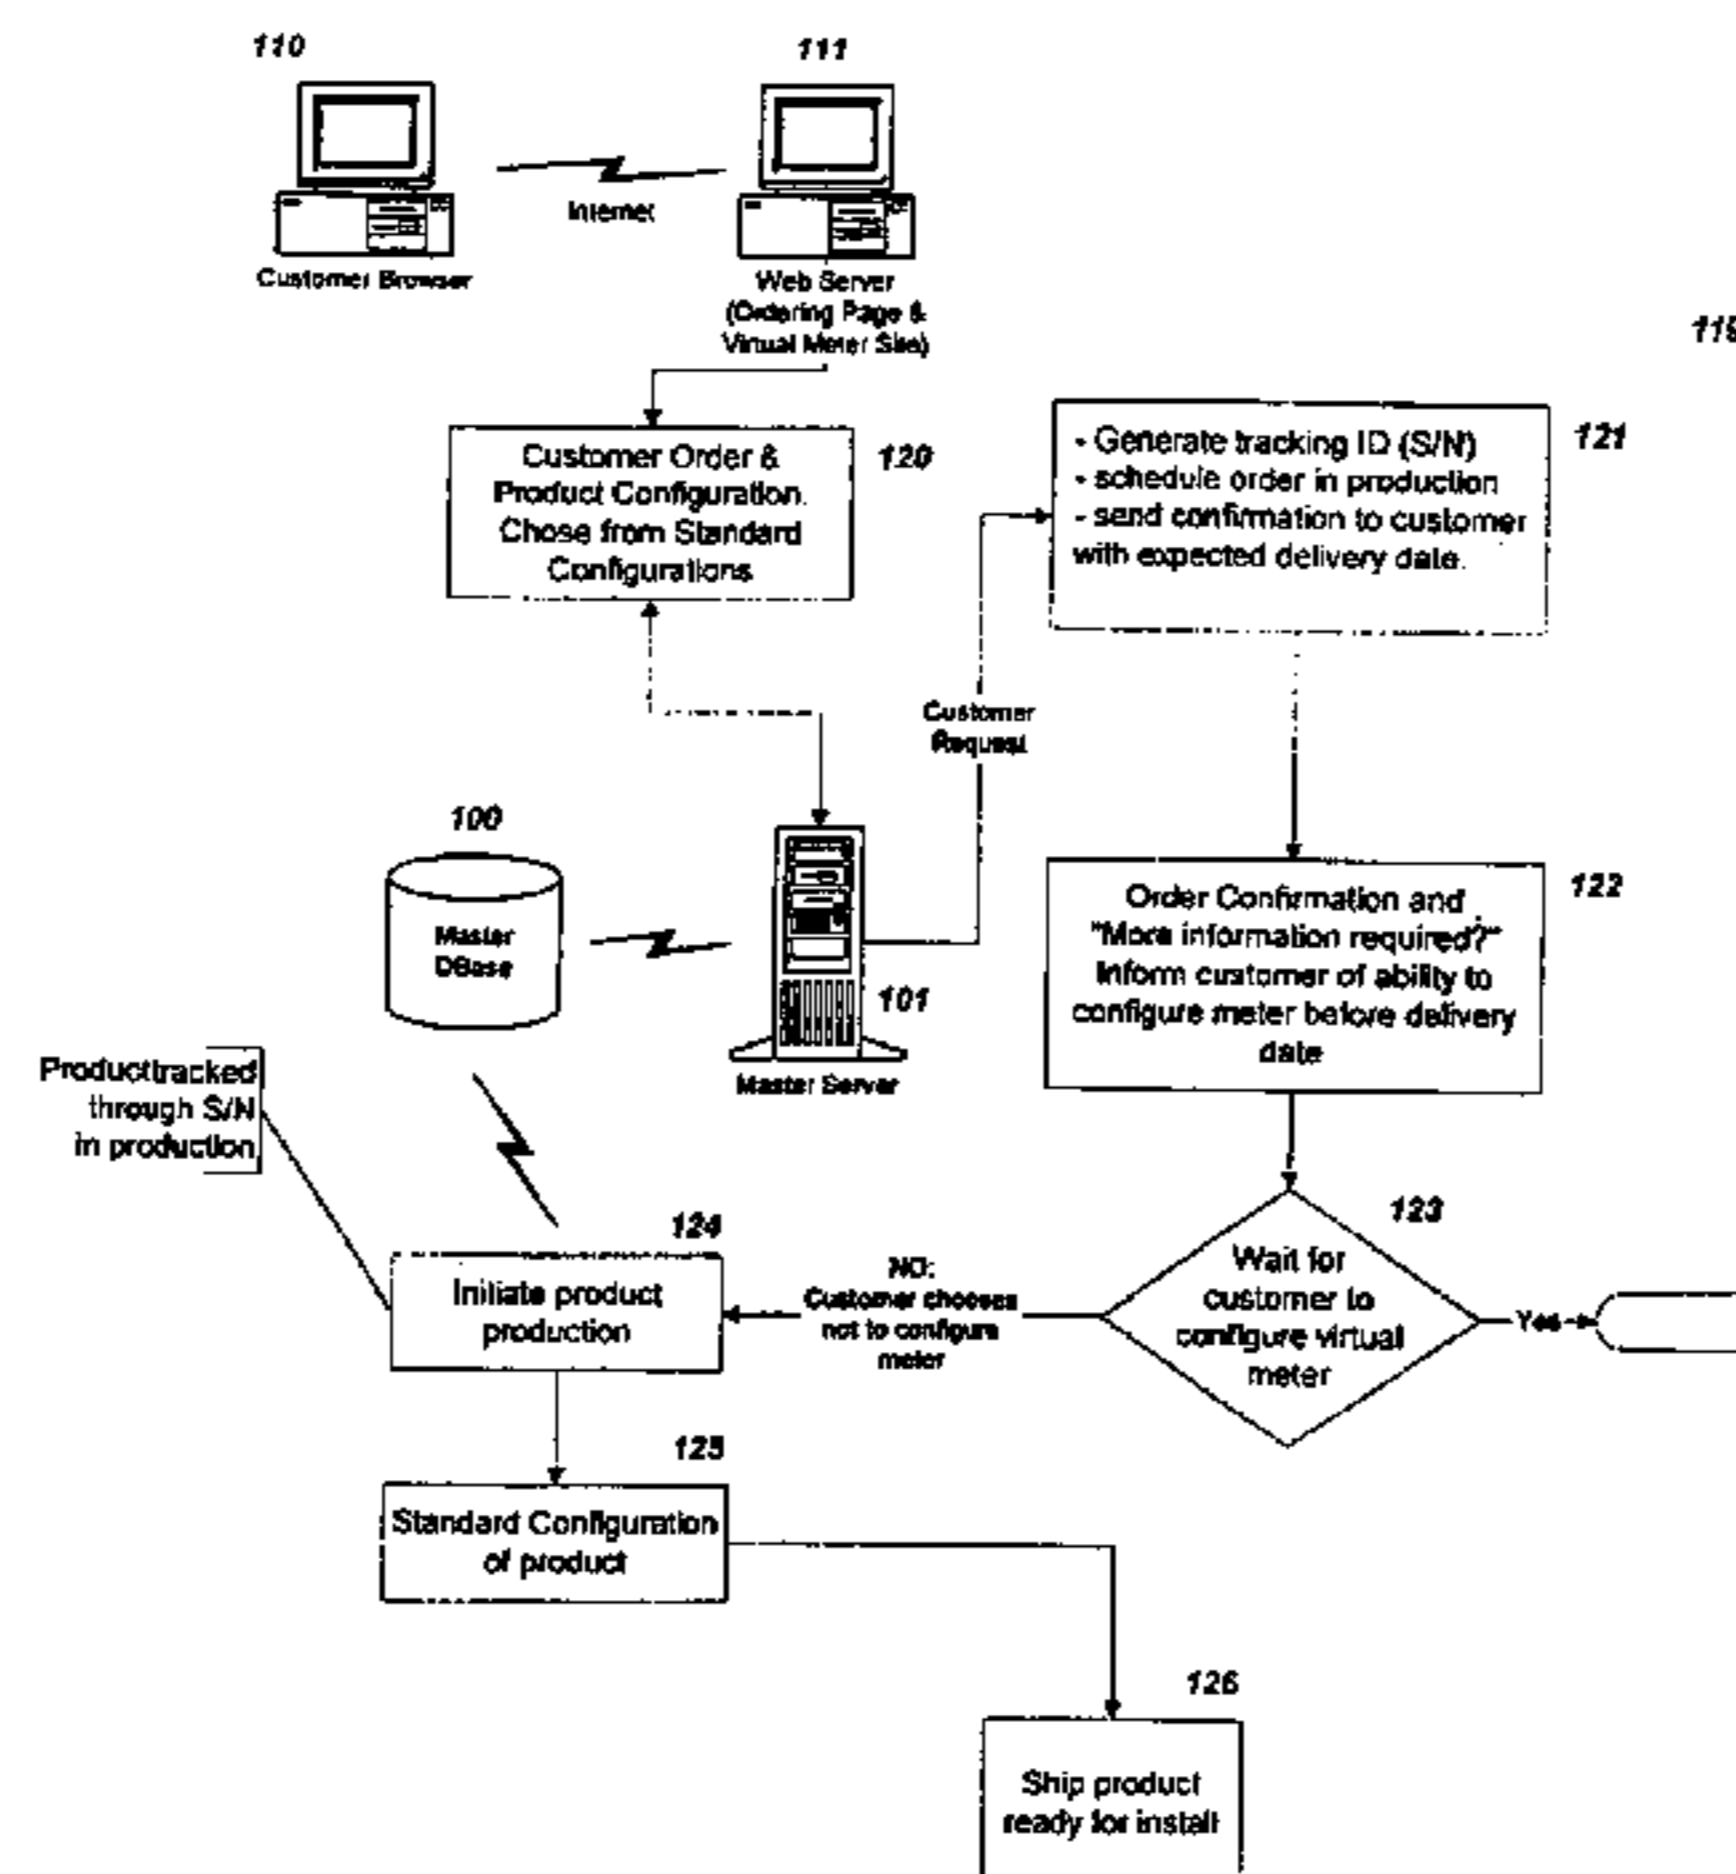 110
111
Internet
Customer Browser
Web Server
(Ordering Page &
Virtual Meter Site)
119
Customer Order &
Product Configuration.
Chose from Standard
Configurations
120
- Generate tracking ID (S/N)
- schedule order in production
- send confirmation to customer
with expected delivery date.
121
Customer
Request
100
Master
DBase
101
Master Server
Order Confirmation and
"More information required?"
Inform customer of ability to
configure meter before delivery
date
122
Producttracked
through S/N
in production
123
Wait for
customer to
configure virtual
meter
Yes
NO:
Customer chooses
not to configure
meter
124
Initiate product
production
125
Standard Configuration
of product
126
Ship product
ready for install